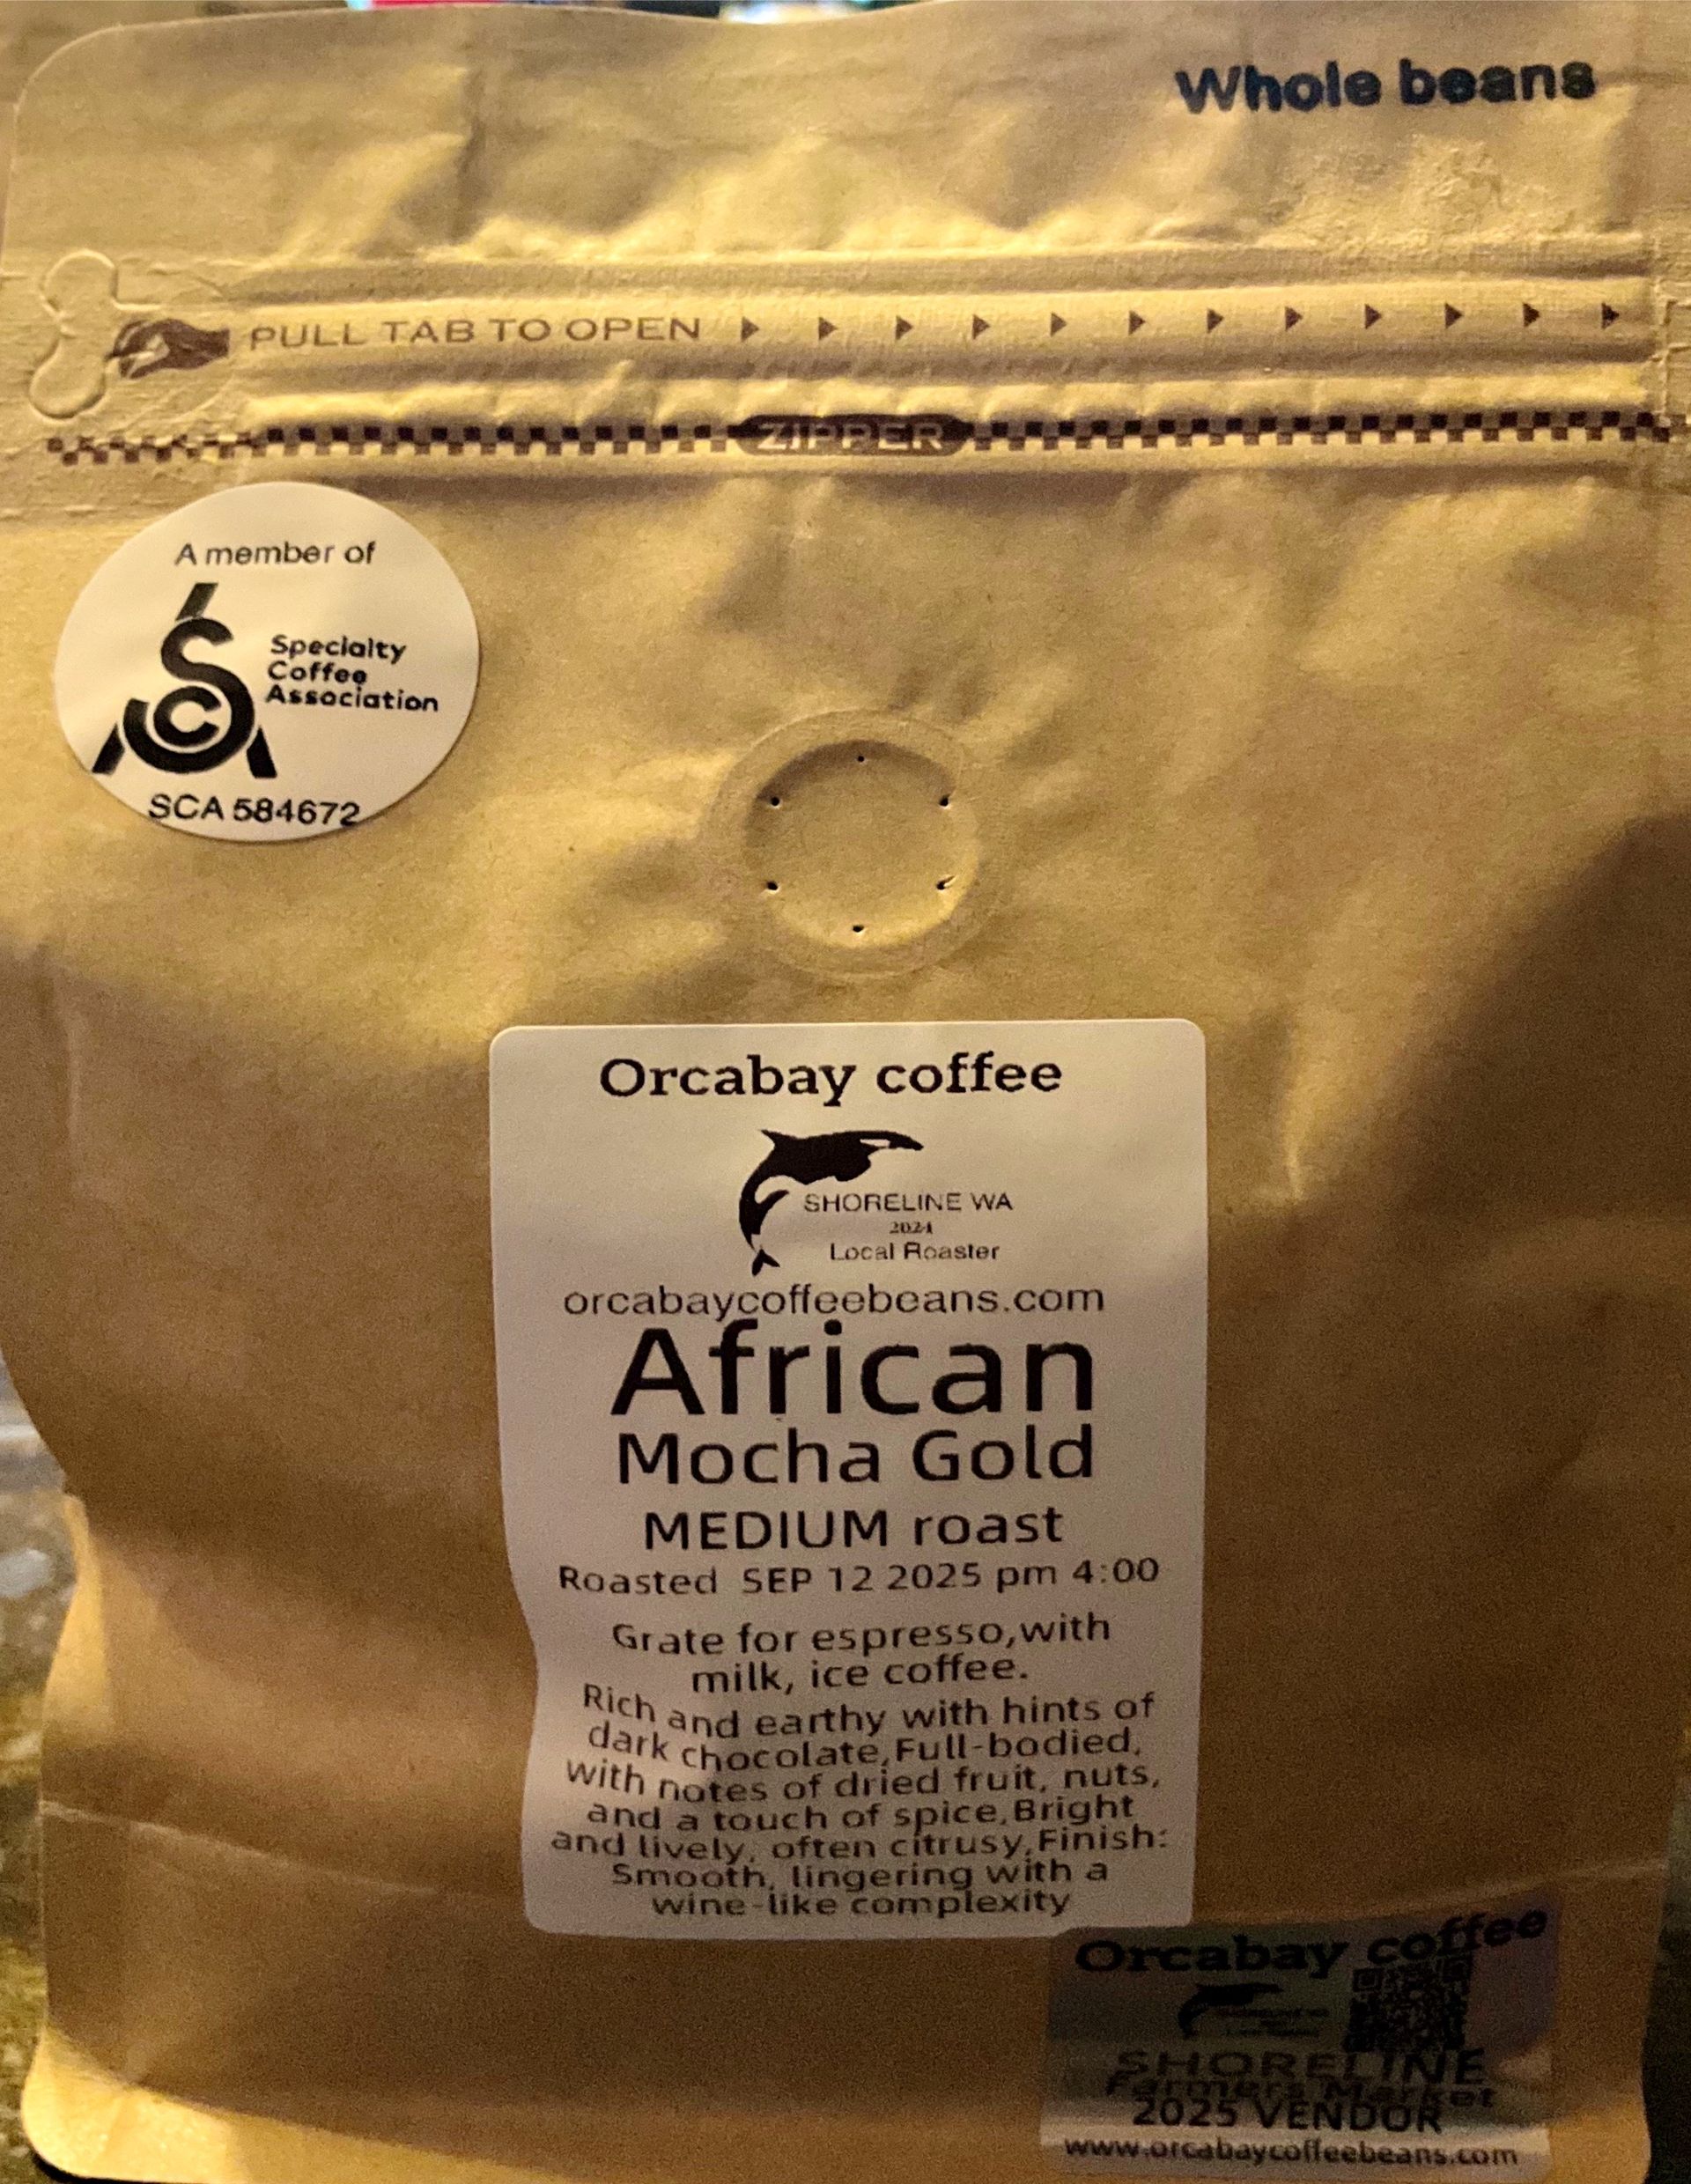 Whole beans
PULL TAB TO OPEN
ZIPPER
A member of
Specialty
Coffee
Association
SCA 584672
Orcabay coffee
SHORELINE WA
2024
Local Roaster
orcabaycoffeebeans.com
African
Mocha Gold
MEDIUM roast
Roasted SEP 12 2025 pm 4:00
Grate for espresso,with
milk, ice coffee.
Rich and earthy with hints of
dark chocolate,Full-bodied,
with notes of dried fruit, nuts,
and a touch of spice,Bright
and lively, often citrusy,Finish:
Smooth, lingering with a
wine-like complexity
Orcabay coffee
SHORELINE
Farmers Market
2025 VENDOR
www.orcabaycoffeebeans.com